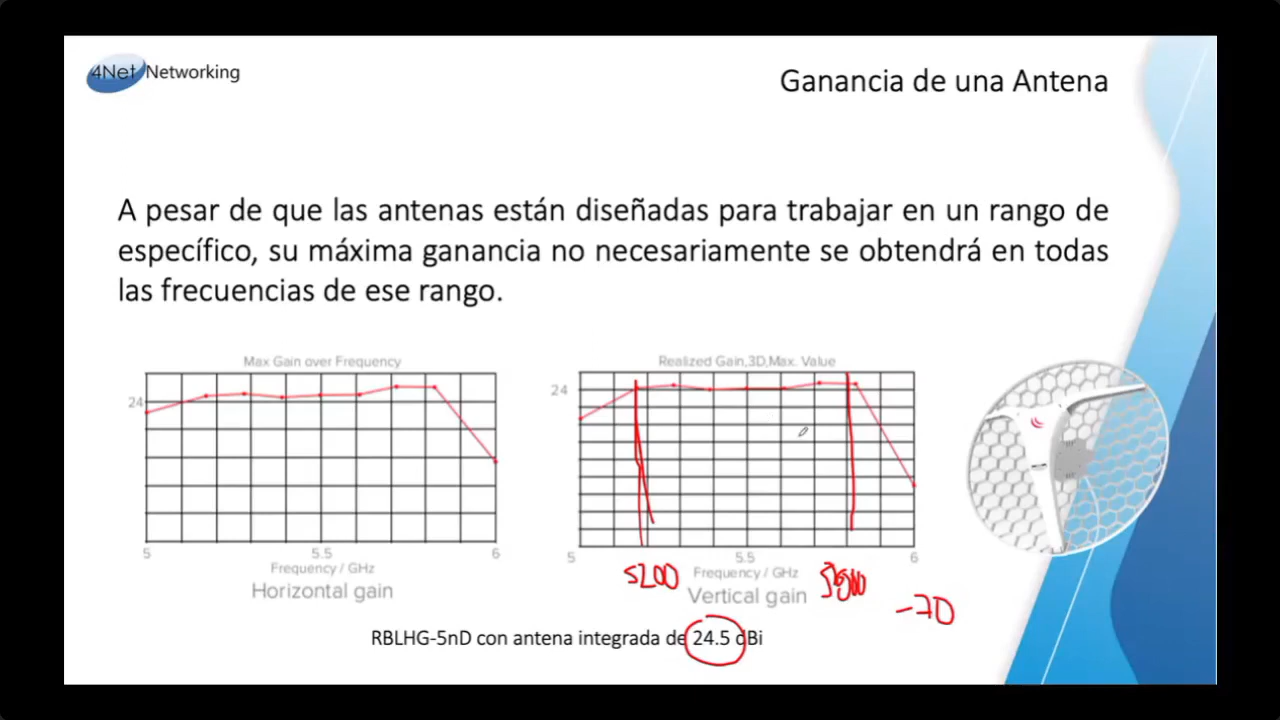 4Net Networking
Ganancia de una Antena
A pesar de que las antenas están diseñadas para trabajar en un rango de
específico, su máxima ganancia no necesariamente se obtendrá en todas
las frecuencias de ese rango.
Max Gain over Frequency
24
5 5.5 6
Frequency / GHz
Horizontal gain
Realized Gain,3D,Max. Value
24
5 5.5 6
Frequency / GHz
Vertical gain
5200
-70
RBLHG-5nD con antena integrada de 24.5 dBi